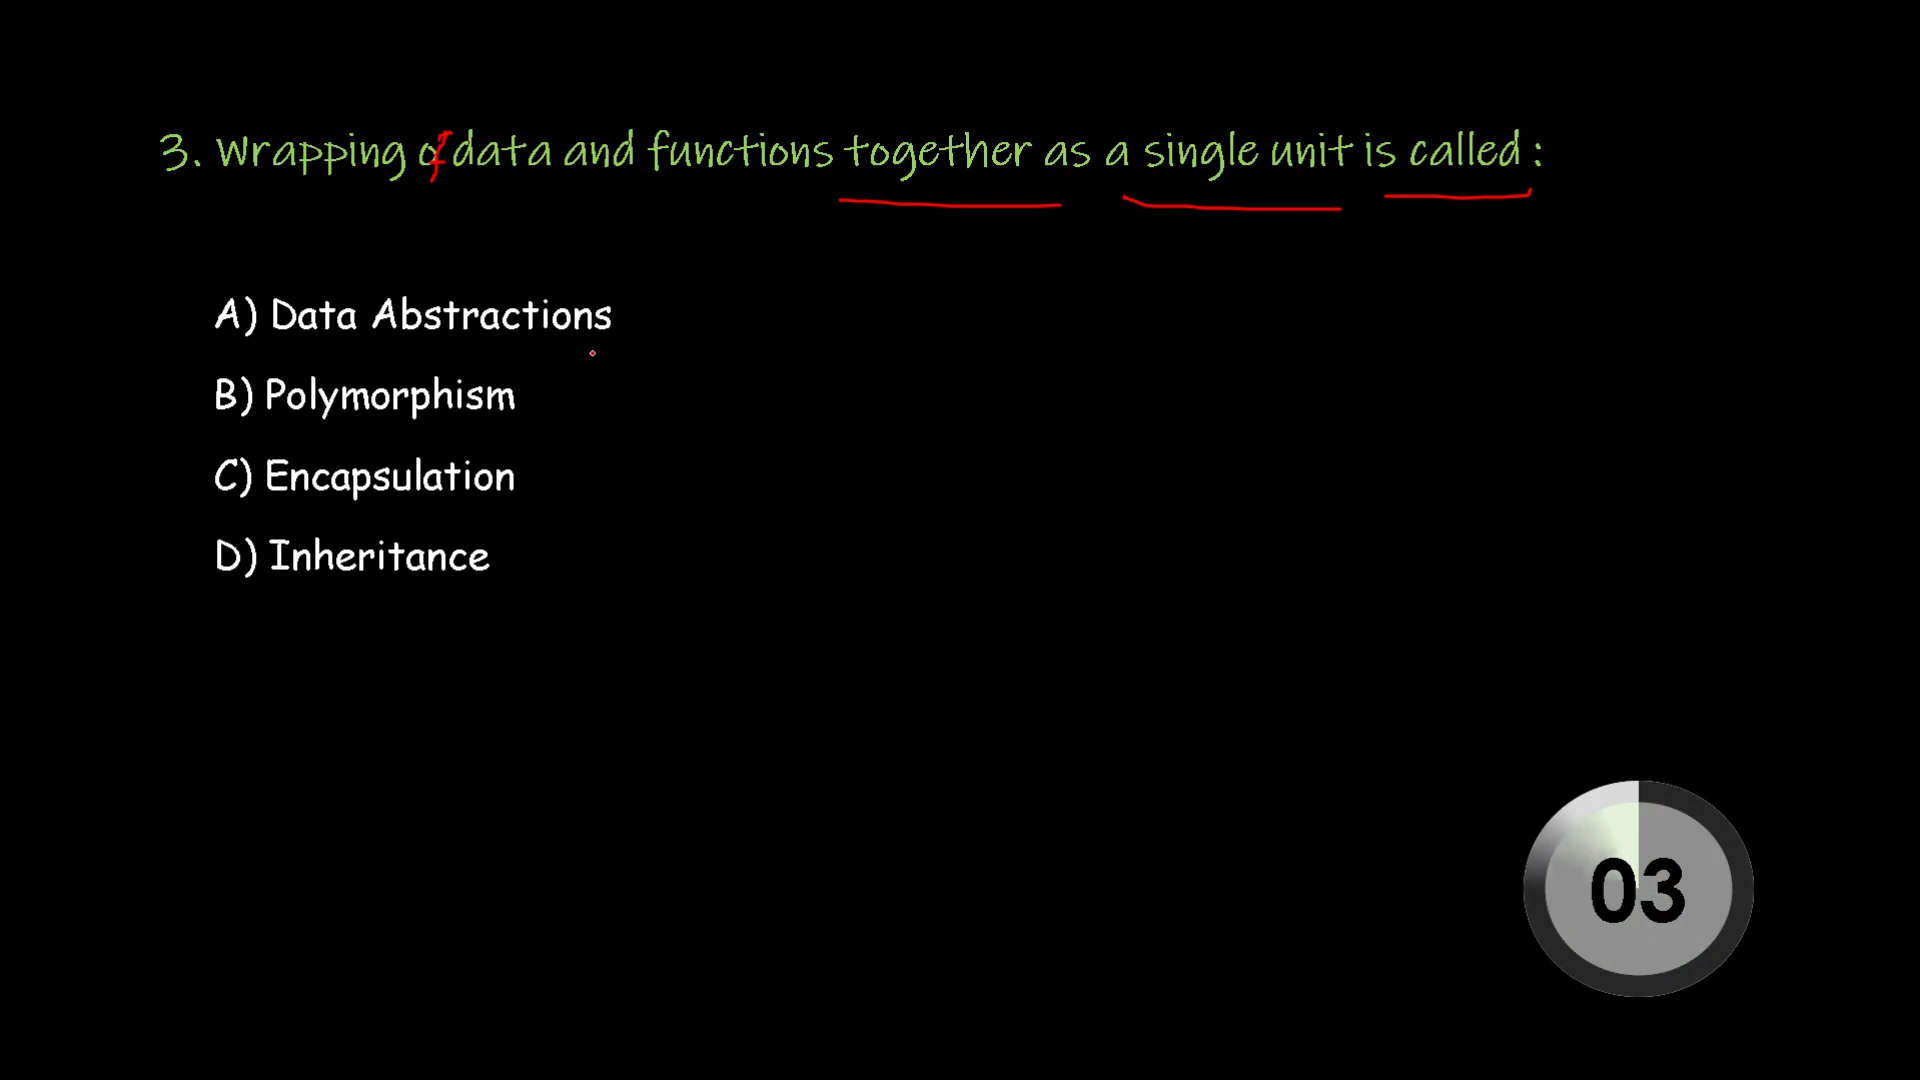 3. Wrapping of data and functions together as a single unit is called :
A) Data Abstractions
B) Polymorphism
C) Encapsulation
D) Inheritance
03